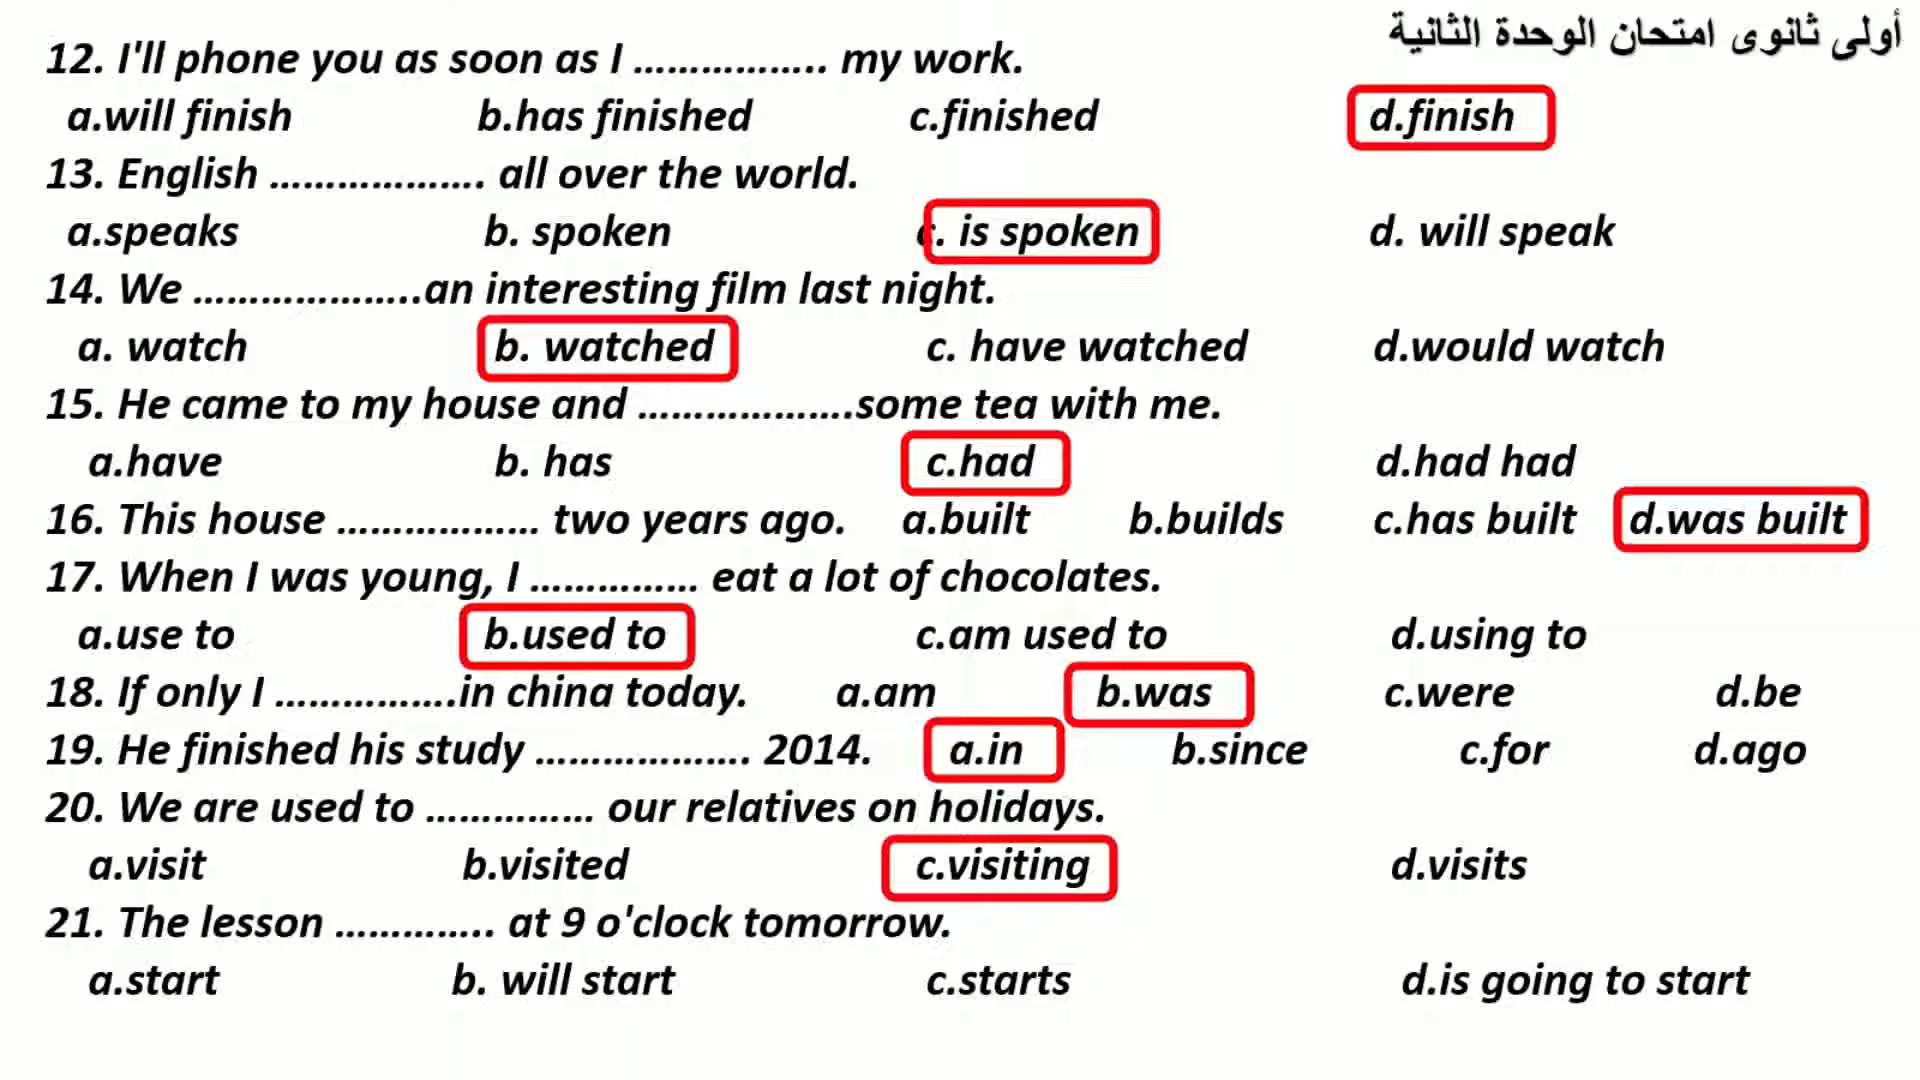 أولى ثانوى امتحان الوحدة الثانية
12. I'll phone you as soon as I …………….. my work.
a.will finish b.has finished c.finished d.finish
13. English ………………. all over the world.
a.speaks b. spoken c. is spoken d. will speak
14. We ………………..an interesting film last night.
a. watch b. watched c. have watched d.would watch
15. He came to my house and ……………….some tea with me.
a.have b. has c.had d.had had
16. This house ……………… two years ago. a.built b.builds c.has built d.was built
17. When I was young, I …………… eat a lot of chocolates.
a.use to b.used to c.am used to d.using to
18. If only I …………….in china today. a.am b.was c.were d.be
19. He finished his study ………………. 2014. a.in b.since c.for d.ago
20. We are used to …………… our relatives on holidays.
a.visit b.visited c.visiting d.visits
21. The lesson ………….. at 9 o'clock tomorrow.
a.start b. will start c.starts d.is going to start